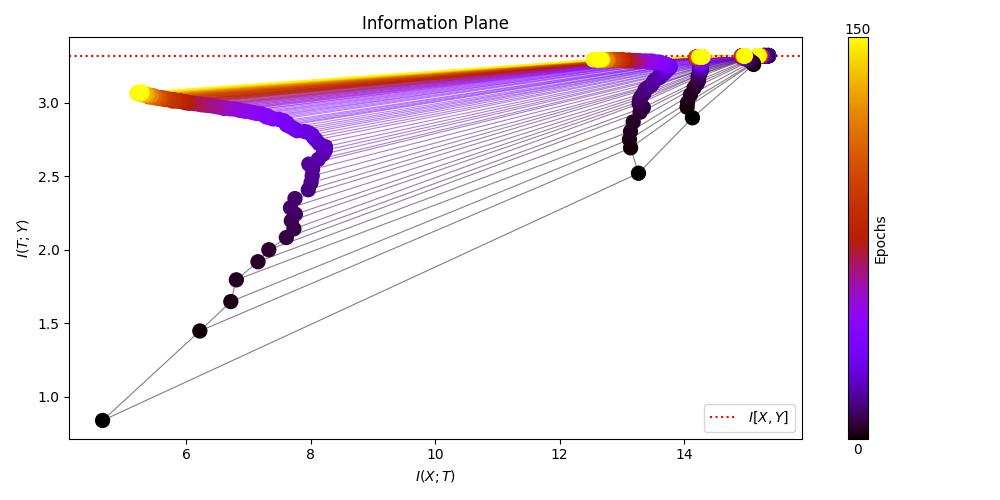 Information Plane
150
3.0
2.5
2.0
1.5
1.0
I(T; Y)
6
8
10
12
14
I(X; T)
I[X, Y]
Epochs
0